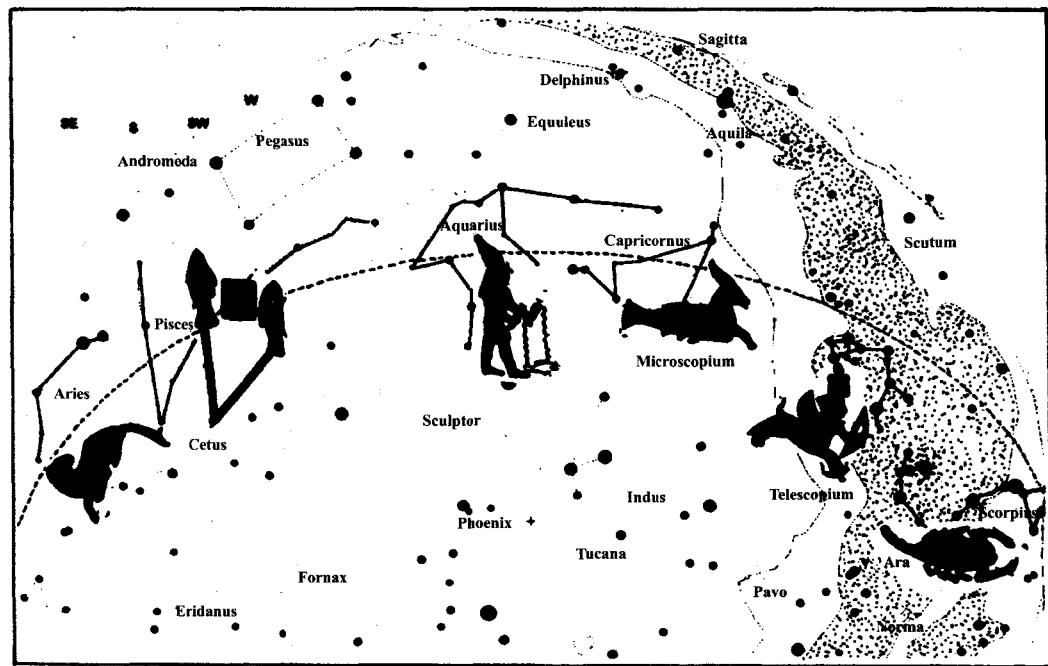 Sagitta
Delphinus
W
SE
S
SW
Equuleus
Aquila
Pegasus
Andromeda
Aquarius
Capricornus
Scutum
Pisces
Microscopium
Aries
Sculptor
Cetus
Telescopium
Indus
Scorpius
Phoenix
Tucana
Ara
Fornax
Pavo
Eridanus
Norma